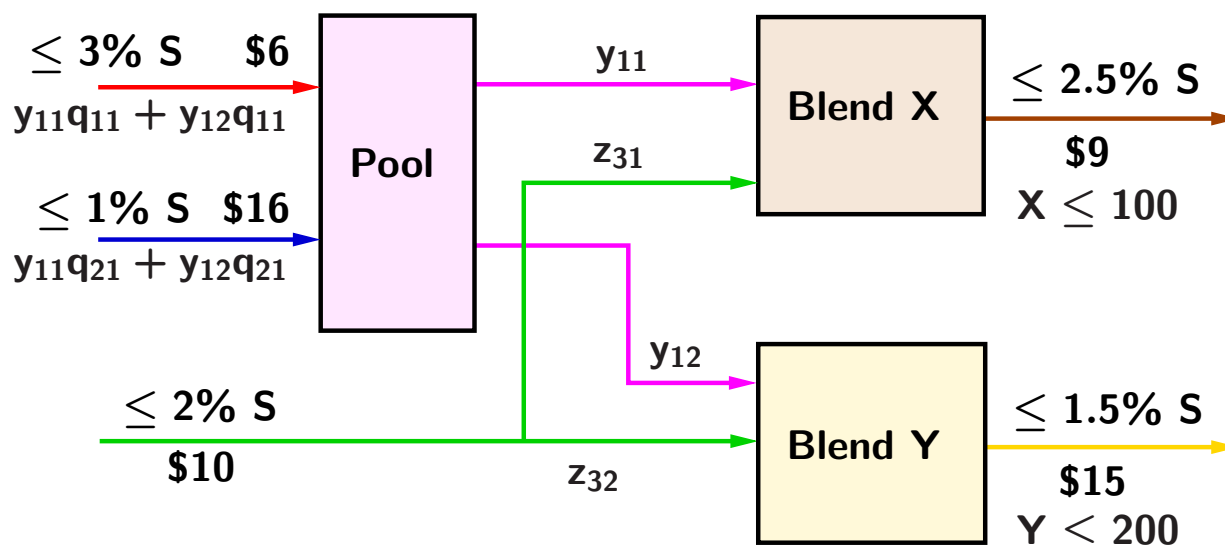 ≤ 3% S $6
y₁₁q₁₁ + y₁₂q₁₁
≤ 1% S $16
y₁₁q₂₁ + y₁₂q₂₁
≤ 2% S
$10
Pool
y₁₁
z₃₁
y₁₂
z₃₂
Blend X
≤ 2.5% S
$9
X ≤ 100
Blend Y
≤ 1.5% S
$15
Y < 200